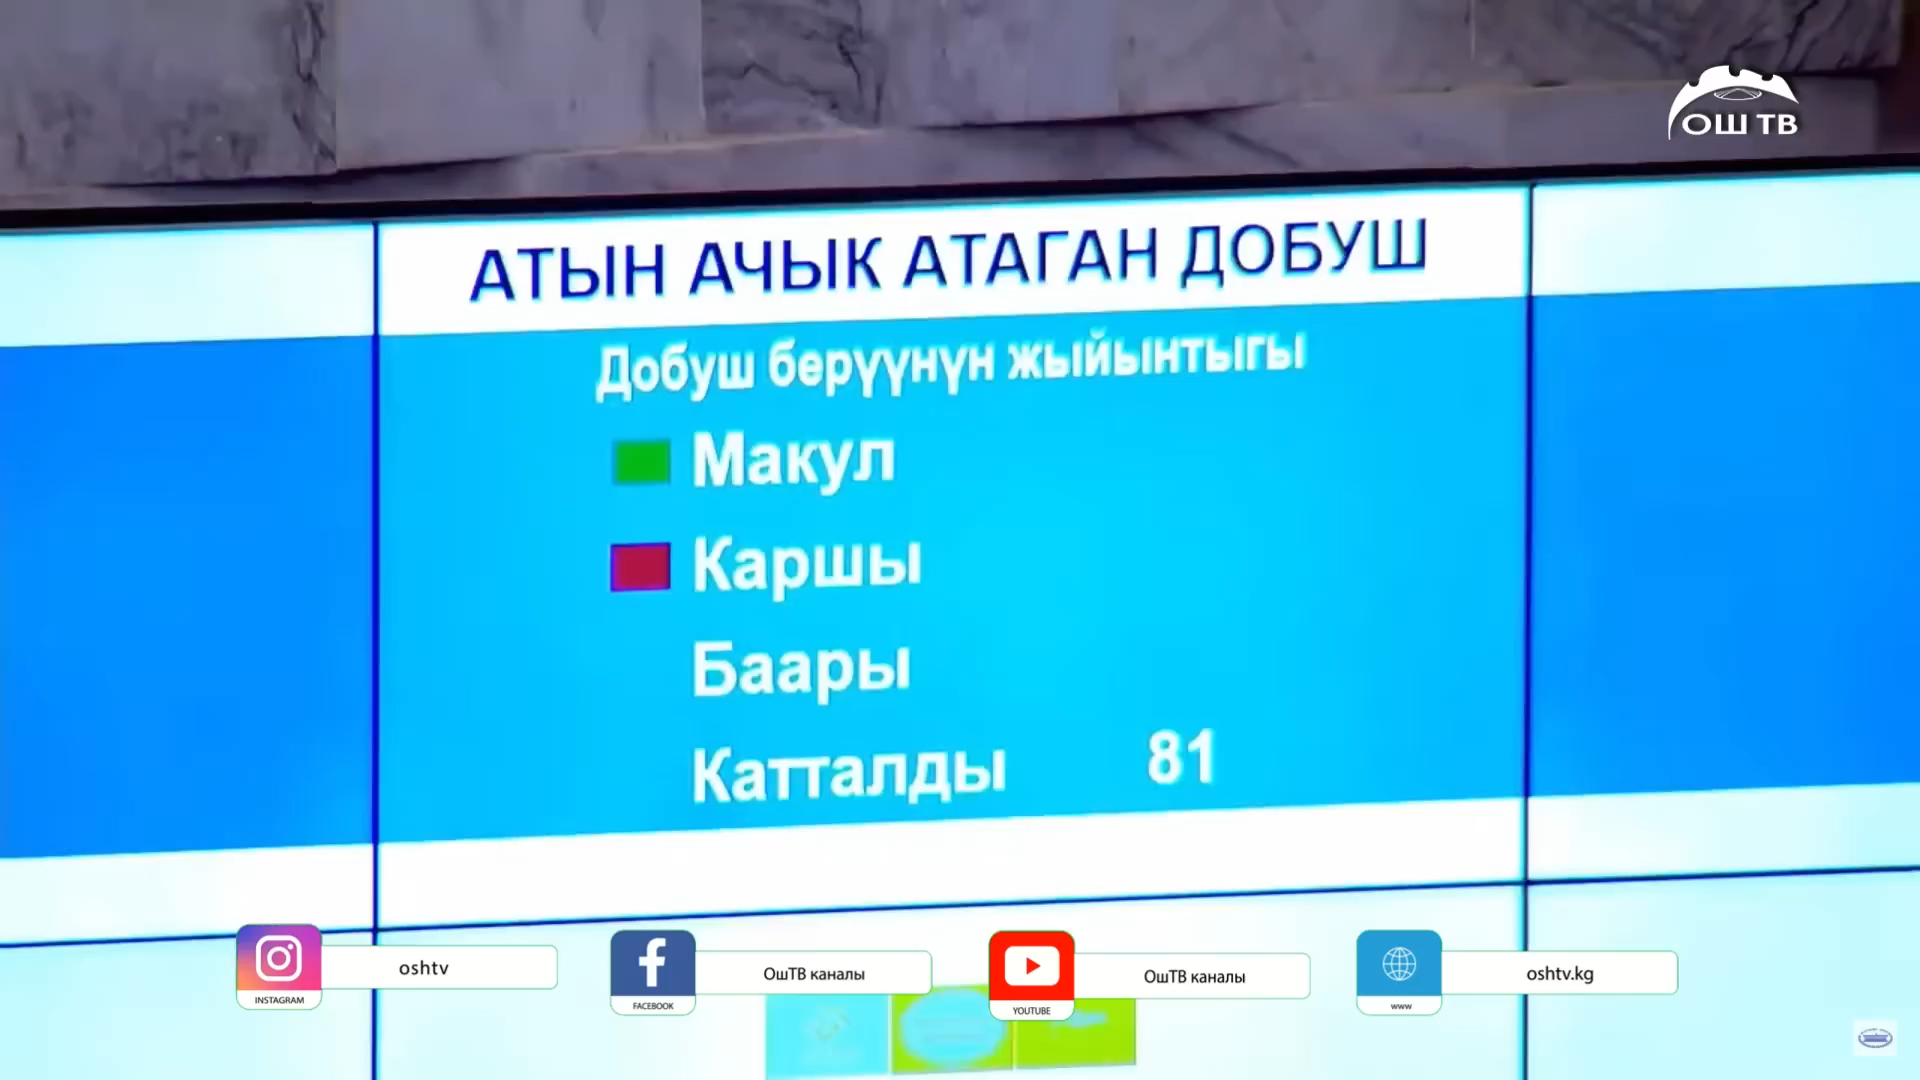 ОШ ТВ
АТЫН АЧЫК АТАГАН ДОБУШ
Добуш берүүнүн жыйынтыгы
Макул
Каршы
Баары
Катталды 81
oshtv
INSTAGRAM
ОшТВ каналы
FACEBOOK
ОшТВ каналы
YOUTUBE
oshtv.kg
www